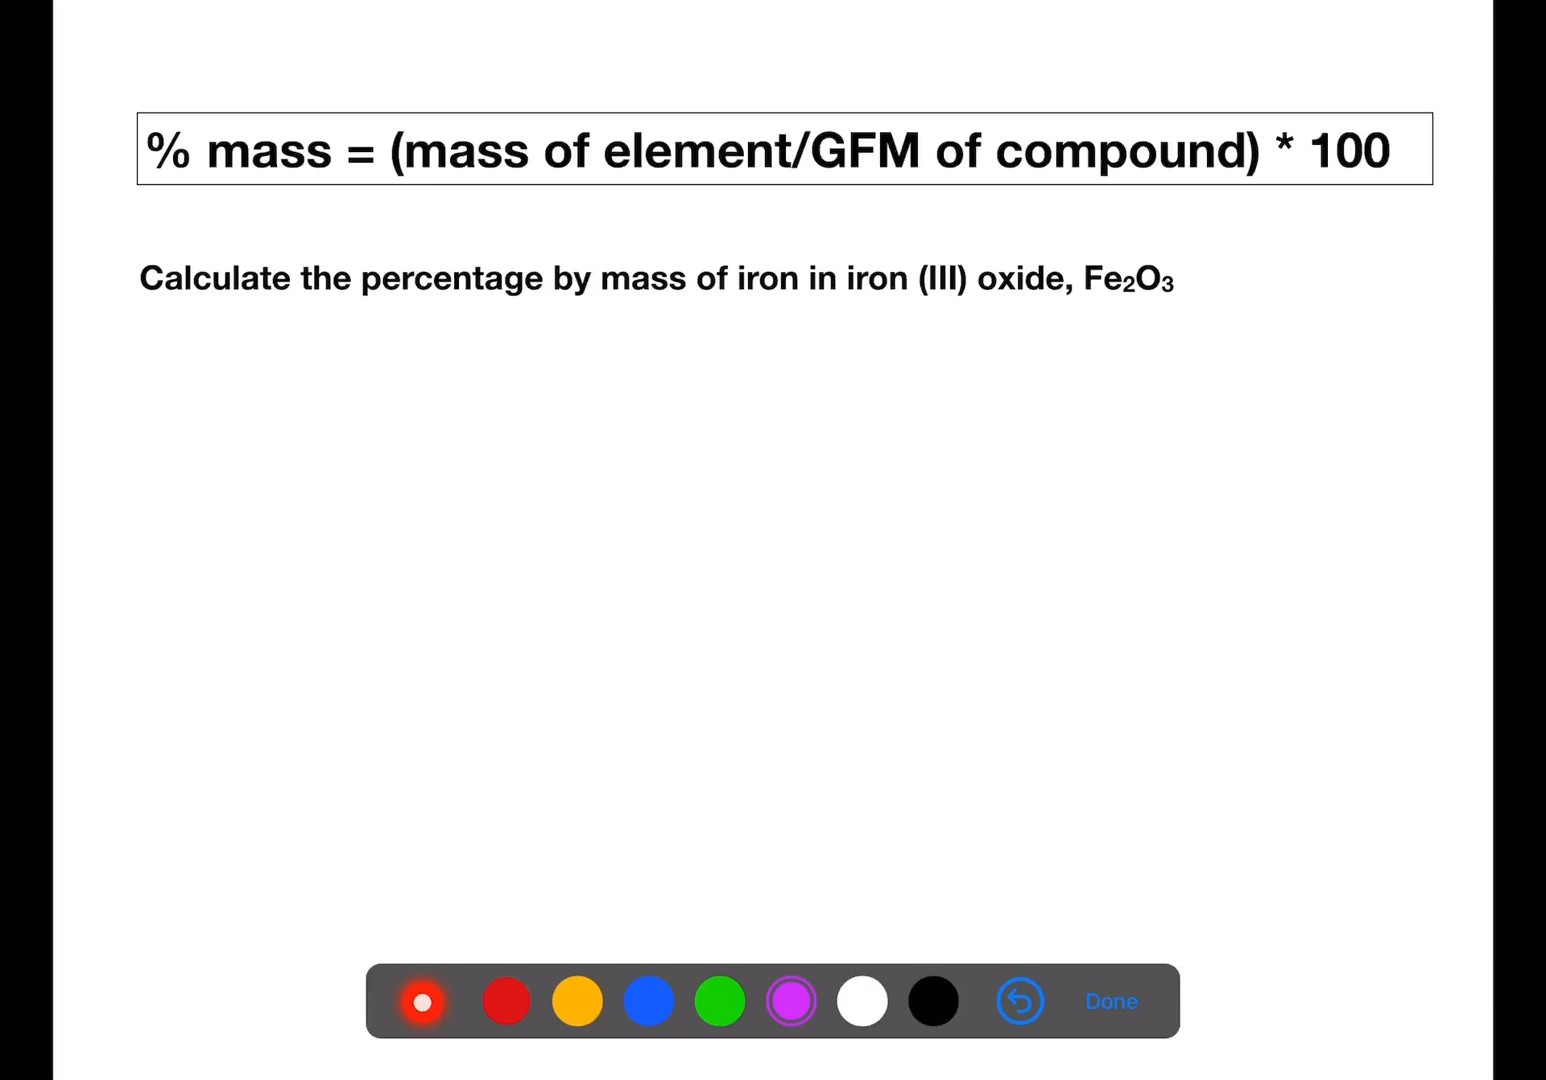 % mass = (mass of element/GFM of compound) * 100
Calculate the percentage by mass of iron in iron (III) oxide, Fe₂O₃
Done